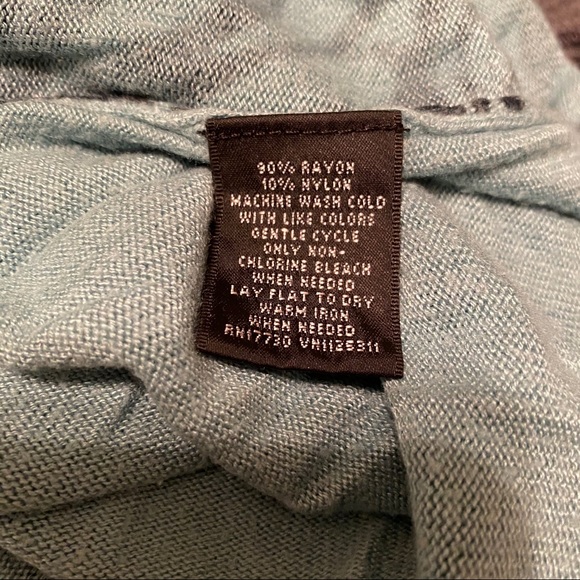 90% RAYON
10% NYLON
MACHINE WASH COLD
WITH LIKE COLORS
GENTLE CYCLE
ONLY NON-
CHLORINE BLEACH
WHEN NEEDED
LAY FLAT TO DRY
WARM IRON
WHEN NEEDED
RN17730 VN1125311